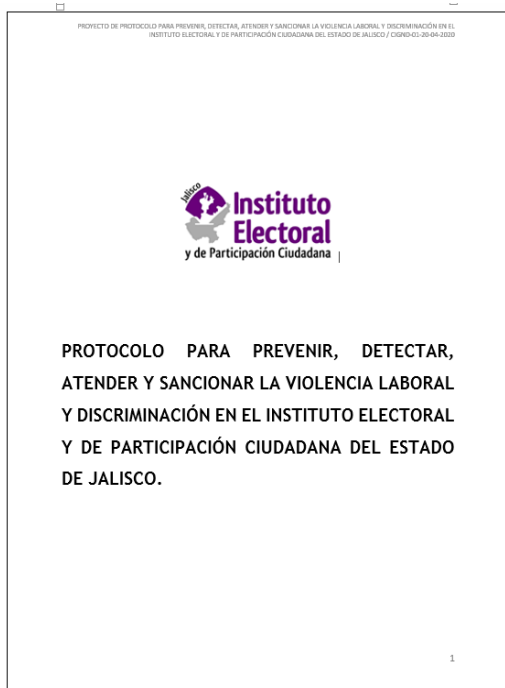 PROYECTO DE PROTOCOLO PARA PREVENIR, DETECTAR, ATENDER Y SANCIONAR LA VIOLENCIA LABORAL Y DISCRIMINACIÓN EN EL
INSTITUTO ELECTORAL Y DE PARTICIPACIÓN CIUDADANA DEL ESTADO DE JALISCO / CIGND-01-20-04-2020
Jalisco
Instituto
Electoral
y de Participación Ciudadana
PROTOCOLO PARA PREVENIR, DETECTAR,
ATENDER Y SANCIONAR LA VIOLENCIA LABORAL
Y DISCRIMINACIÓN EN EL INSTITUTO ELECTORAL
Y DE PARTICIPACIÓN CIUDADANA DEL ESTADO
DE JALISCO.
1